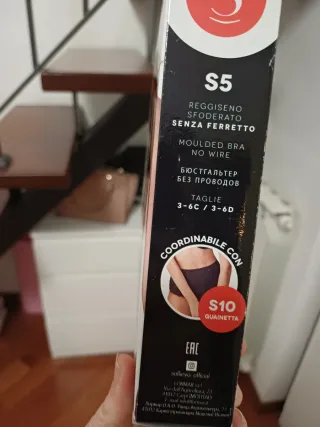 S5
REGGISENO
SFODERATO
SENZA FERRETTO
MOULDED BRA
NO WIRE
БЮСТГАЛЬТЕР
БЕЗ ПРОВОДОВ
TAGLIE
3-6C / 3-6D
COORDINABILE CON
S10
GUAINETTA
EAC